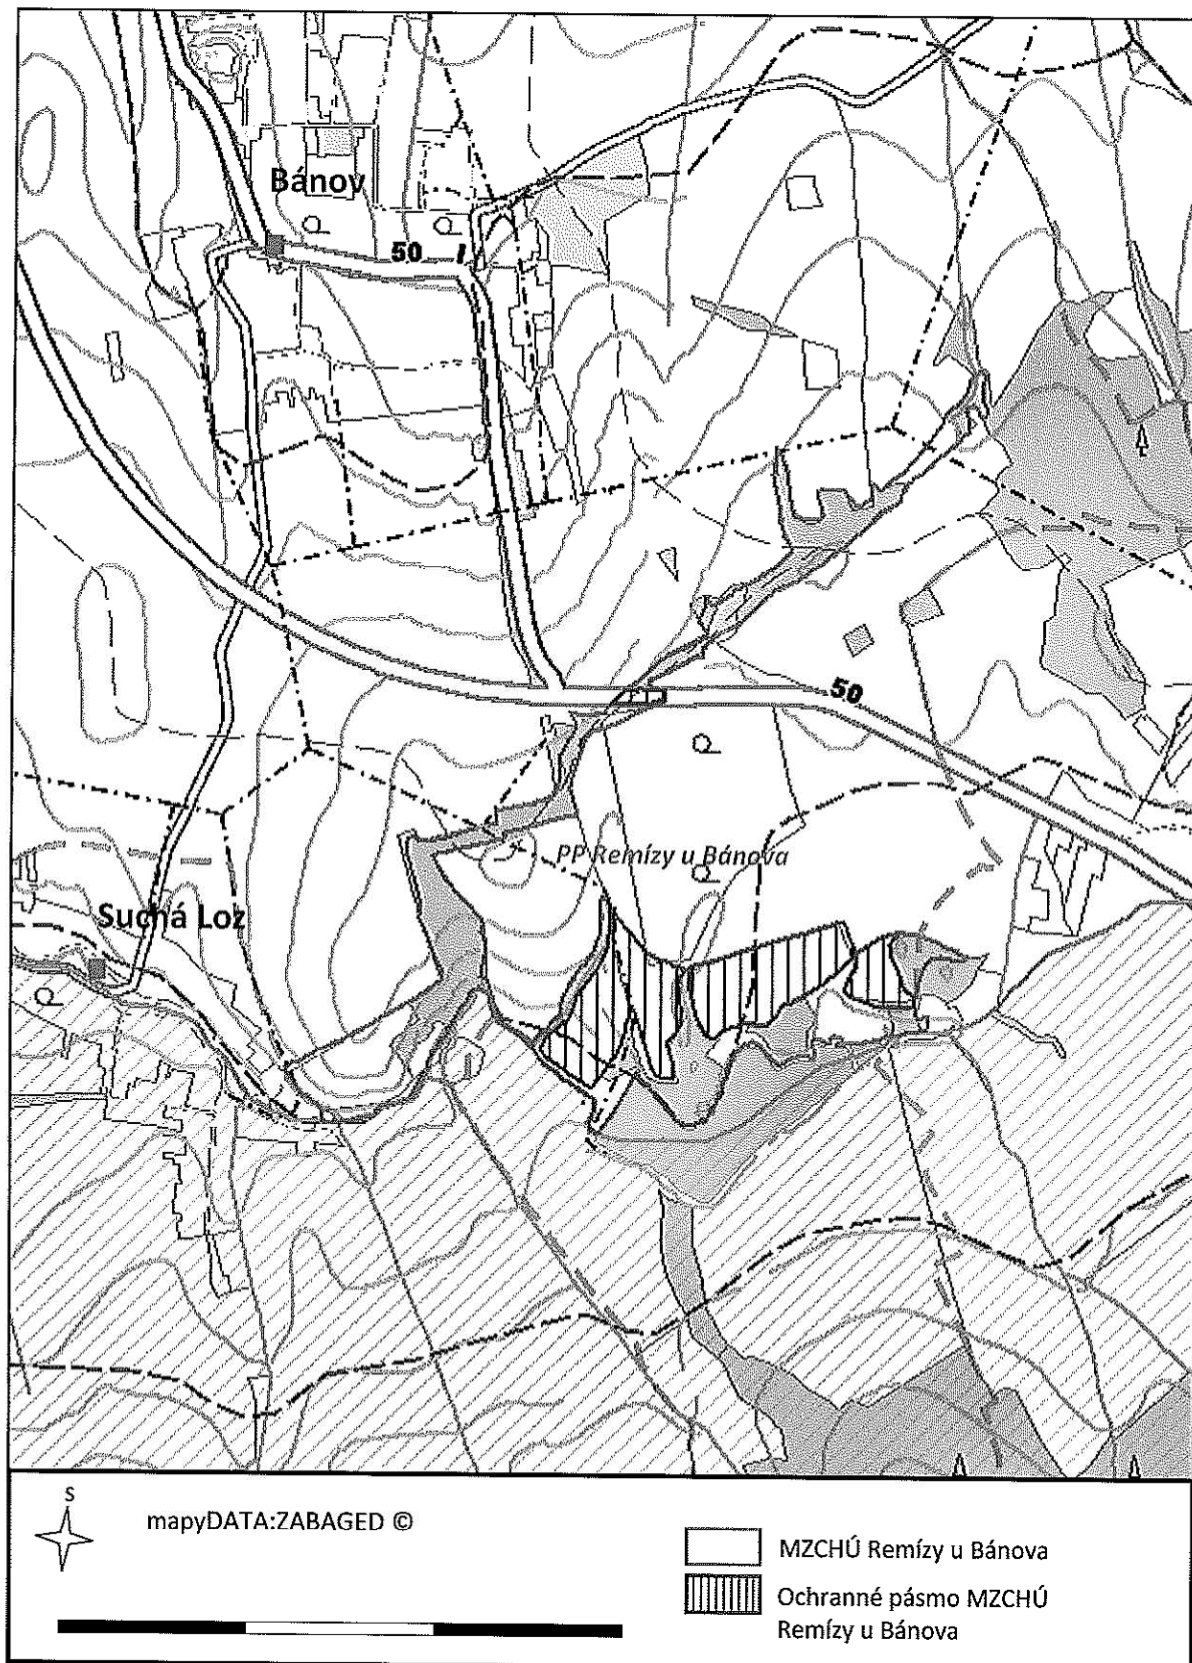 Bánov
50
50
PP Remízy u Bánova
Suchá Loz
S
mapyDATA:ZABAGED ©
MZCHÚ Remízy u Bánova
Ochranné pásmo MZCHÚ
Remízy u Bánova